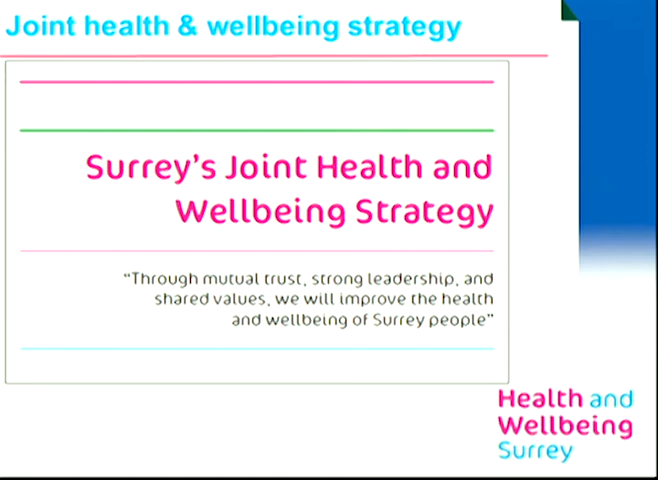 Joint health & wellbeing strategy
Surrey's Joint Health and
Wellbeing Strategy
"Through mutual trust, strong leadership, and
shared values, we will improve the health
and wellbeing of Surrey people"
Health and
Wellbeing
Surrey